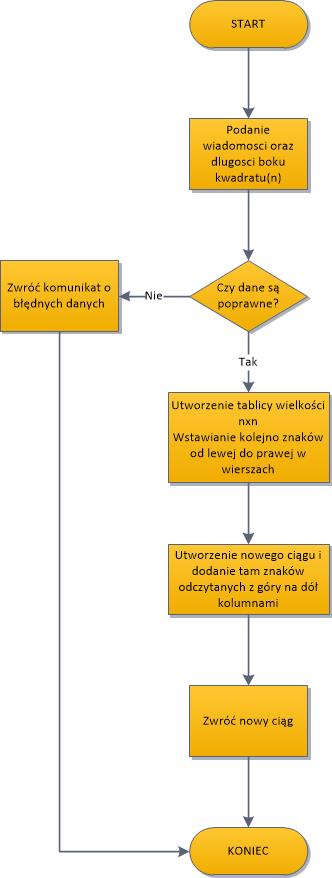 START
Podanie
wiadomosci oraz
dlugosci boku
kwadratu(n)
Czy dane są
poprawne?
Nie
Zwróć komunikat o
błędnych danych
Tak
Utworzenie tablicy wielkości
nxn
Wstawianie kolejno znaków
od lewej do prawej w
wierszach
Utworzenie nowego ciągu i
dodanie tam znaków
odczytanych z góry na dół
kolumnami
Zwróć nowy ciąg
KONIEC